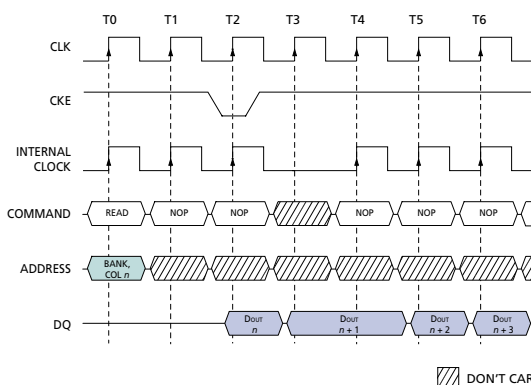 T0 T1 T2 T3 T4 T5 T6
CLK
CKE
INTERNAL
CLOCK
COMMAND READ NOP NOP NOP NOP NOP
ADDRESS BANK,
COL n
DQ DOUT
n DOUT
n + 1 DOUT
n + 2 DOUT
n + 3
DON'T CAR